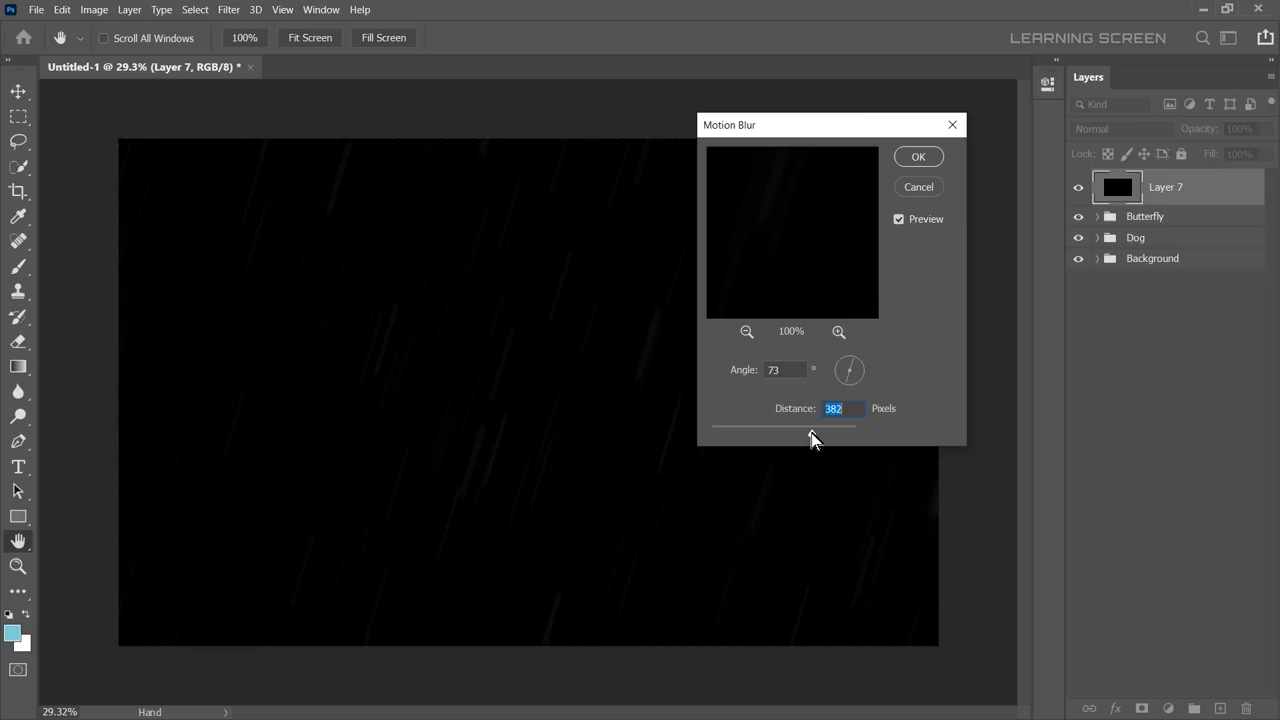 Ps File Edit Image Layer Type Select Filter 3D View Window Help
Scroll All Windows 100% Fit Screen Fill Screen LEARNING SCREEN
Untitled-1 @ 29.3% (Layer 7, RGB/8) *
Layers
Kind
Normal Opacity: 100%
Lock: Fill: 100%
Layer 7
Butterfly
Dog
Background
Motion Blur
OK
Cancel
Preview
100%
Angle: 73 °
Distance: 382 Pixels
T
fx
29.32% Hand